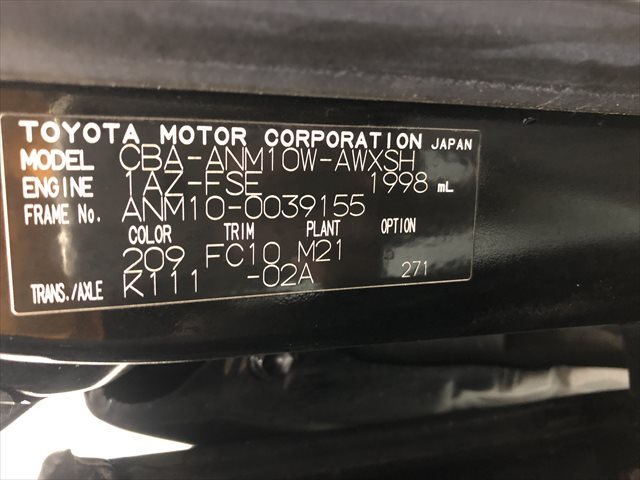 TOYOTA MOTOR CORPORATION JAPAN
MODEL CBA-ANM10W-AWXSH
ENGINE 1AZ-FSE 1998 mL
FRAME No. ANM10-0039155
COLOR TRIM PLANT OPTION
209 FC10 M21
TRANS./AXLE K111 -02A 271